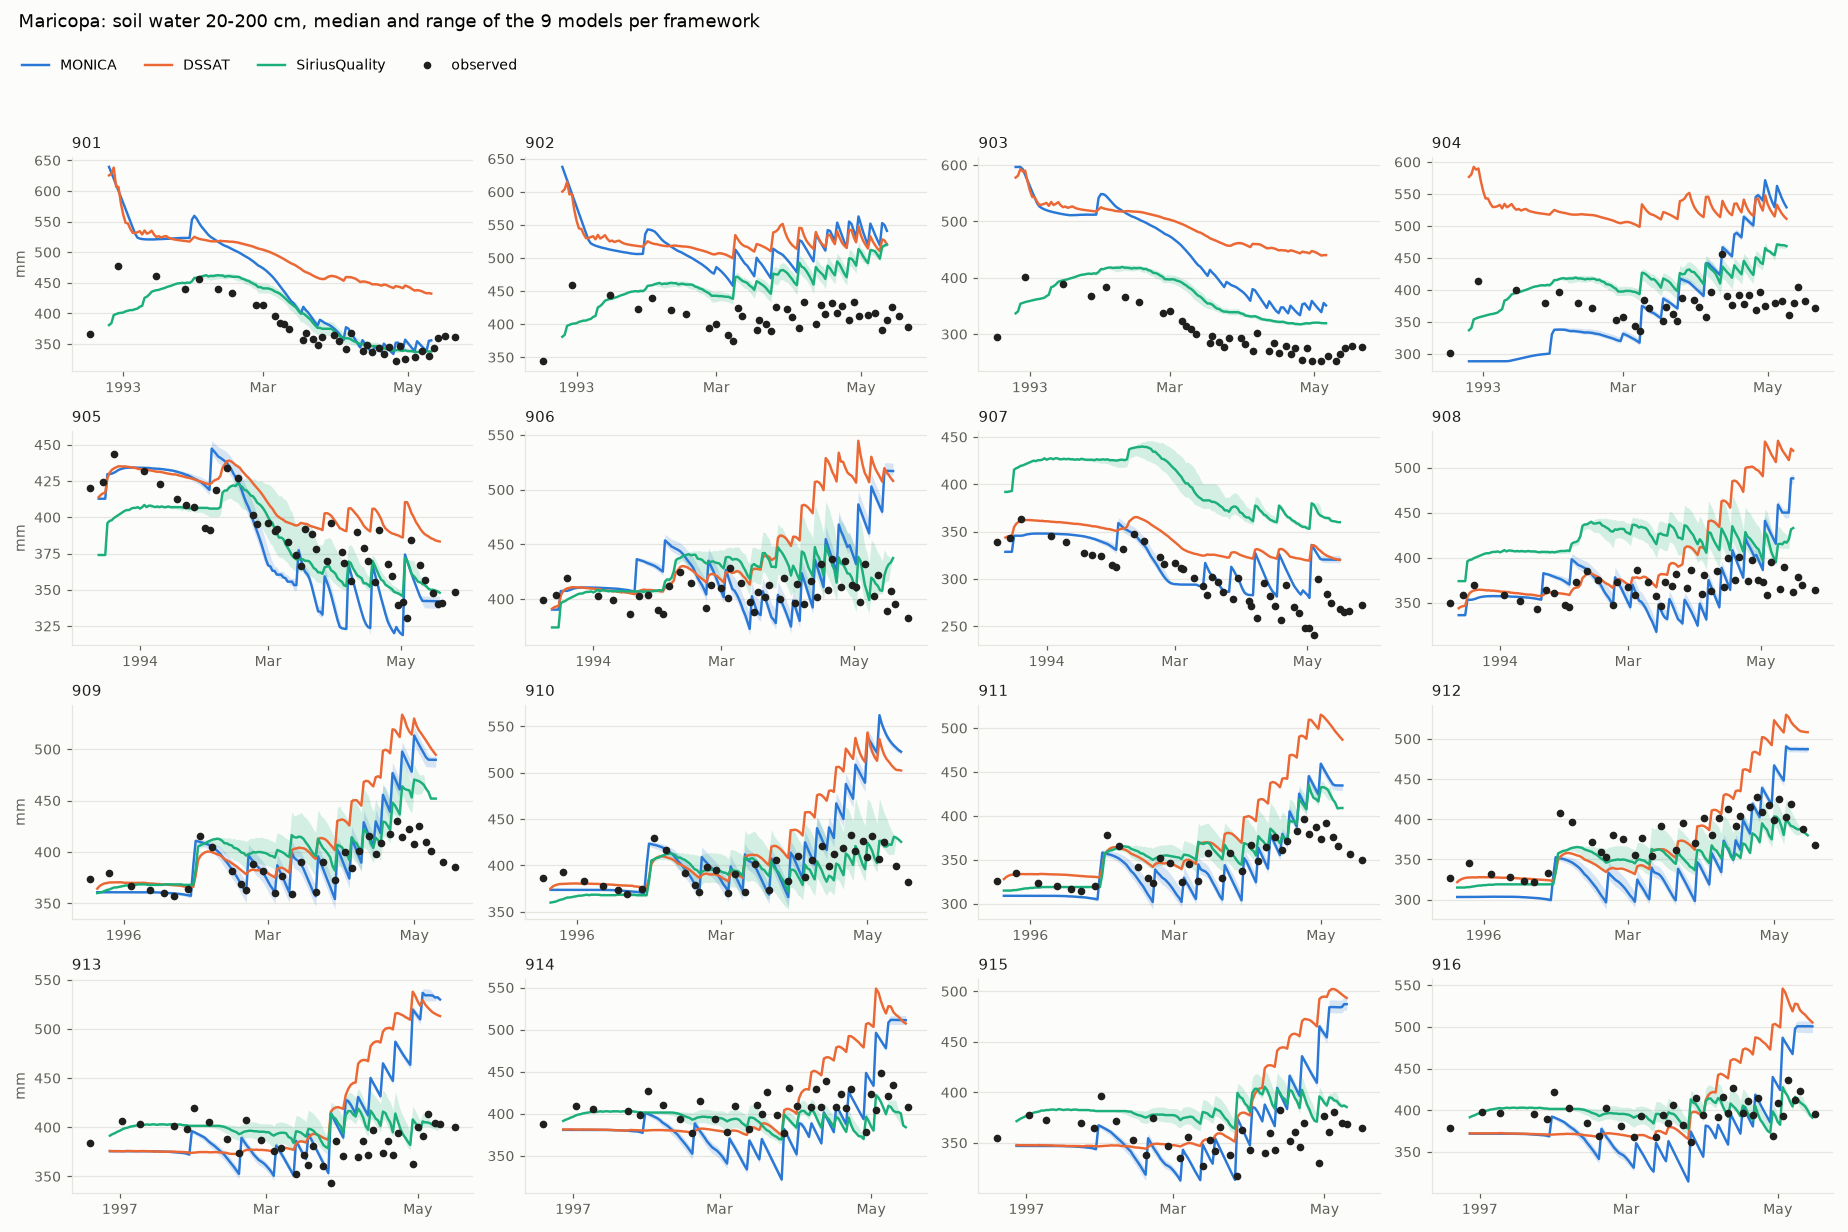 Maricopa: soil water 20-200 cm, median and range of the 9 models per framework
MONICA DSSAT SiriusQuality observed
901 902 903 904
mm
650 600 550 500 450 400 350
1993 Mar May
650 600 550 500 450 400 350
1993 Mar May
600 500 400 300
1993 Mar May
600 550 500 450 400 350 300
1993 Mar May
905 906 907 908
mm
450 425 400 375 350 325
1994 Mar May
550 500 450 400
1994 Mar May
450 400 350 300 250
1994 Mar May
500 450 400 350
1994 Mar May
909 910 911 912
mm
500 450 400 350
1996 Mar May
550 500 450 400 350
1996 Mar May
500 450 400 350 300
1996 Mar May
500 450 400 350 300
1996 Mar May
913 914 915 916
mm
550 500 450 400 350
1997 Mar May
550 500 450 400 350
1997 Mar May
500 450 400 350
1997 Mar May
550 500 450 400 350
1997 Mar May